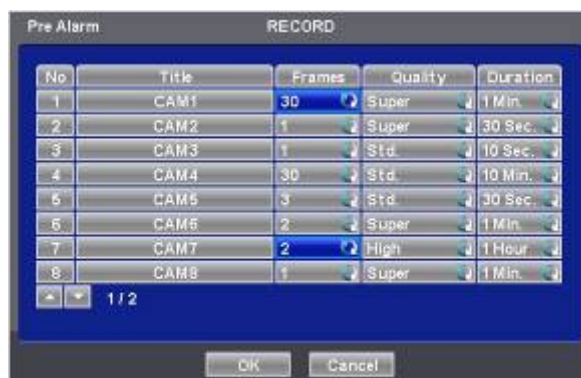 Pre Alarm RECORD
No Title Frames Quality Duration
1 CAM1 30 Super 1 Min.
2 CAM2 1 Super 30 Sec.
3 CAM3 1 Std. 10 Sec.
4 CAM4 30 Std. 10 Min.
5 CAM5 3 Std. 30 Sec.
6 CAM6 2 Super 1 Min.
7 CAM7 2 High 1 Hour
8 CAM8 1 Super 1 Min.
1 / 2
OK Cancel